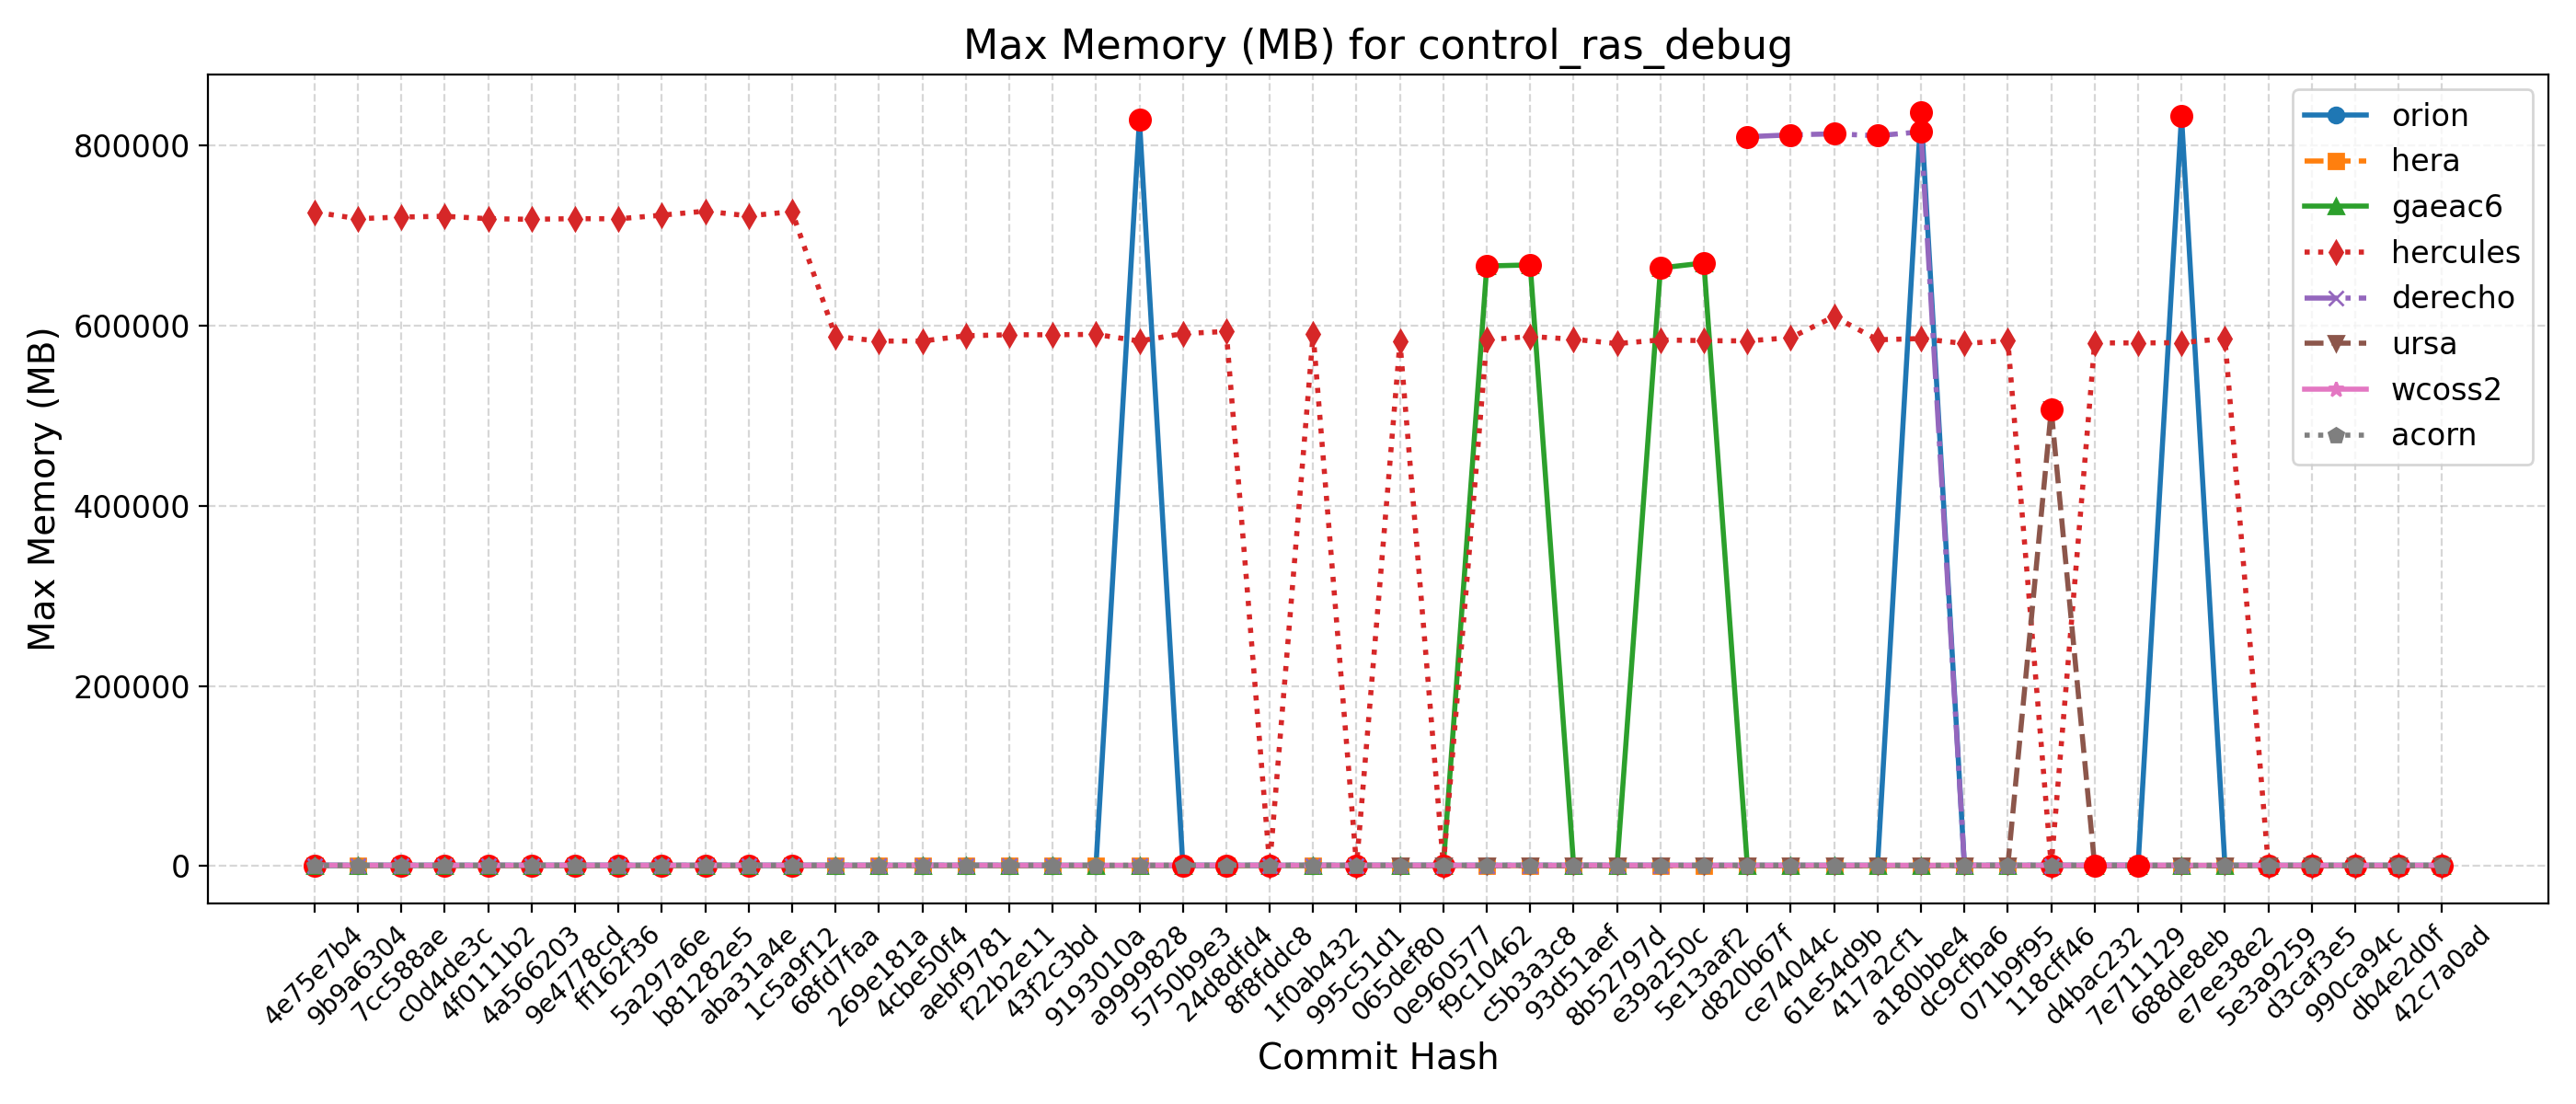 Max Memory (MB) for control_ras_debug
Max Memory (MB)
800000
600000
400000
200000
0
orion
hera
gaeac6
hercules
derecho
ursa
wcoss2
acorn
4e75e7b4
9b9a6304
7cc588ae
c0d4de3c
4f0111b2
4a566203
9e4778cd
ff162f36
5a297a6e
b81282e5
aba31a4e
1c5a9f12
68fd7faa
269e181a
4cbe50f4
aebf9781
f22b2e11
43f2c3bd
9193010a
a9999828
5750b9e3
24d8dfd4
8f8fddc8
1f0ab432
995c51d1
065def80
0e960577
f9c10462
c5b3a3c8
93d51aef
8b52797d
e39a250c
5e13aaf2
d820b67f
ce74044c
61e54d9b
417a2cf1
a180bbe4
dc9cfba6
071b9f95
118cff46
d4bac232
7e711129
688de8eb
e7ee38e2
5e3a9259
d3caf3e5
990ca94c
db4e2d0f
42c7a0ad
Commit Hash